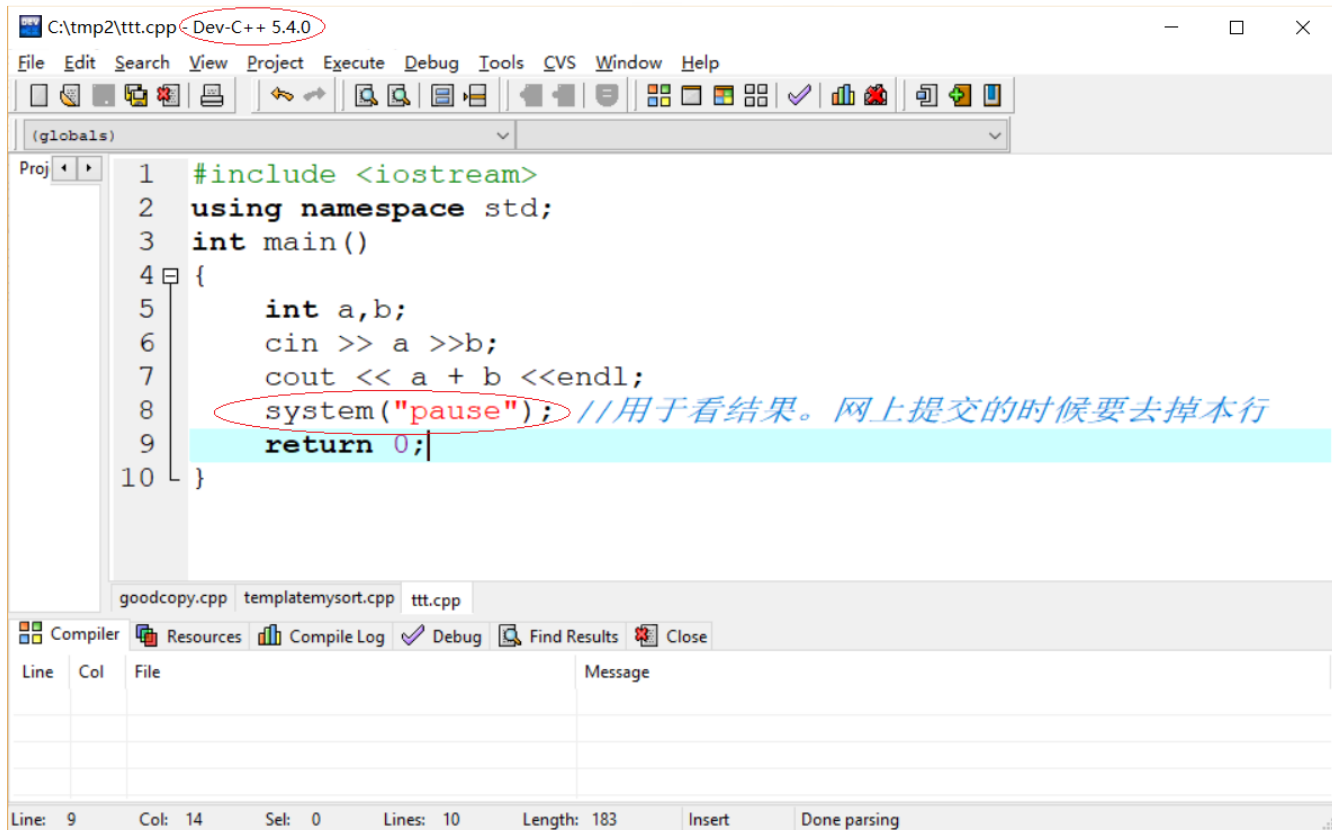 C:\tmp2\ttt.cpp - Dev-C++ 5.4.0
File Edit Search View Project Execute Debug Tools CVS Window Help
(globals)
Proj
1 #include <iostream>
2 using namespace std;
3 int main()
4 {
5 int a,b;
6 cin >> a >>b;
7 cout << a + b <<endl;
8 system("pause"); //用于看结果。网上提交的时候要去掉本行
9 return 0;
10 }
goodcopy.cpp templatemysort.cpp ttt.cpp
Compiler Resources Compile Log Debug Find Results Close
Line Col File Message
Line: 9 Col: 14 Sel: 0 Lines: 10 Length: 183 Insert Done parsing